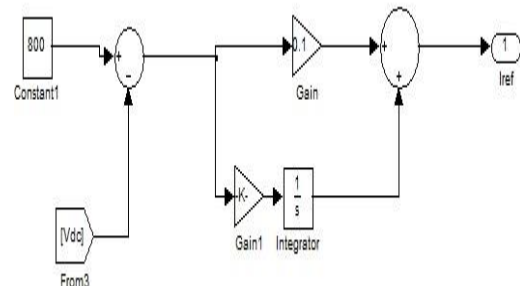 800
Constant1
+
−
[Vdc]
From3
0.1
Gain
-K-
Gain1
1
s
Integrator
+
+
1
Iref